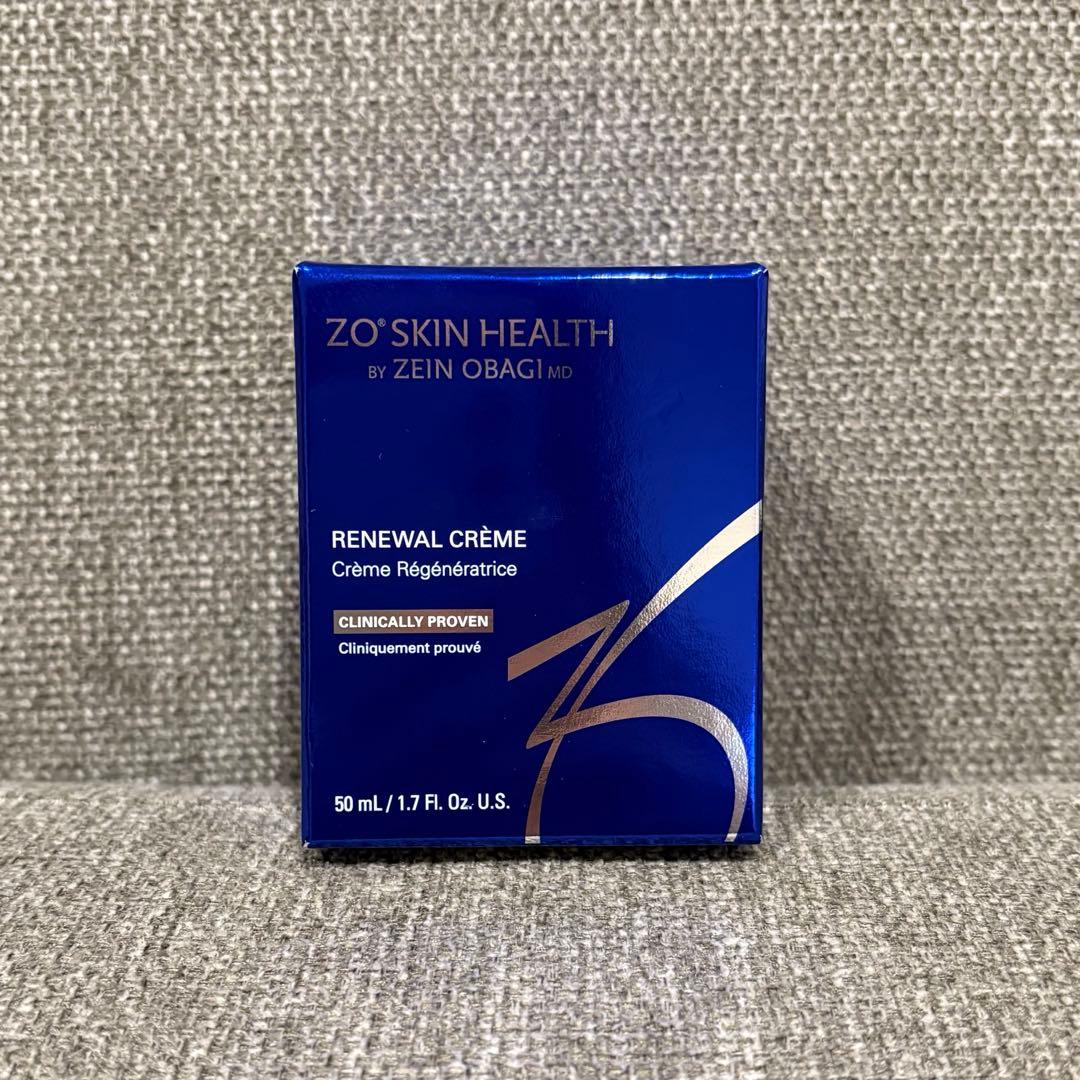 ZO® SKIN HEALTH
BY ZEIN OBAGI MD
RENEWAL CRÈME
Crème Régénératrice
CLINICALLY PROVEN
Cliniquement prouvé
50 mL / 1.7 Fl. Oz. U.S.